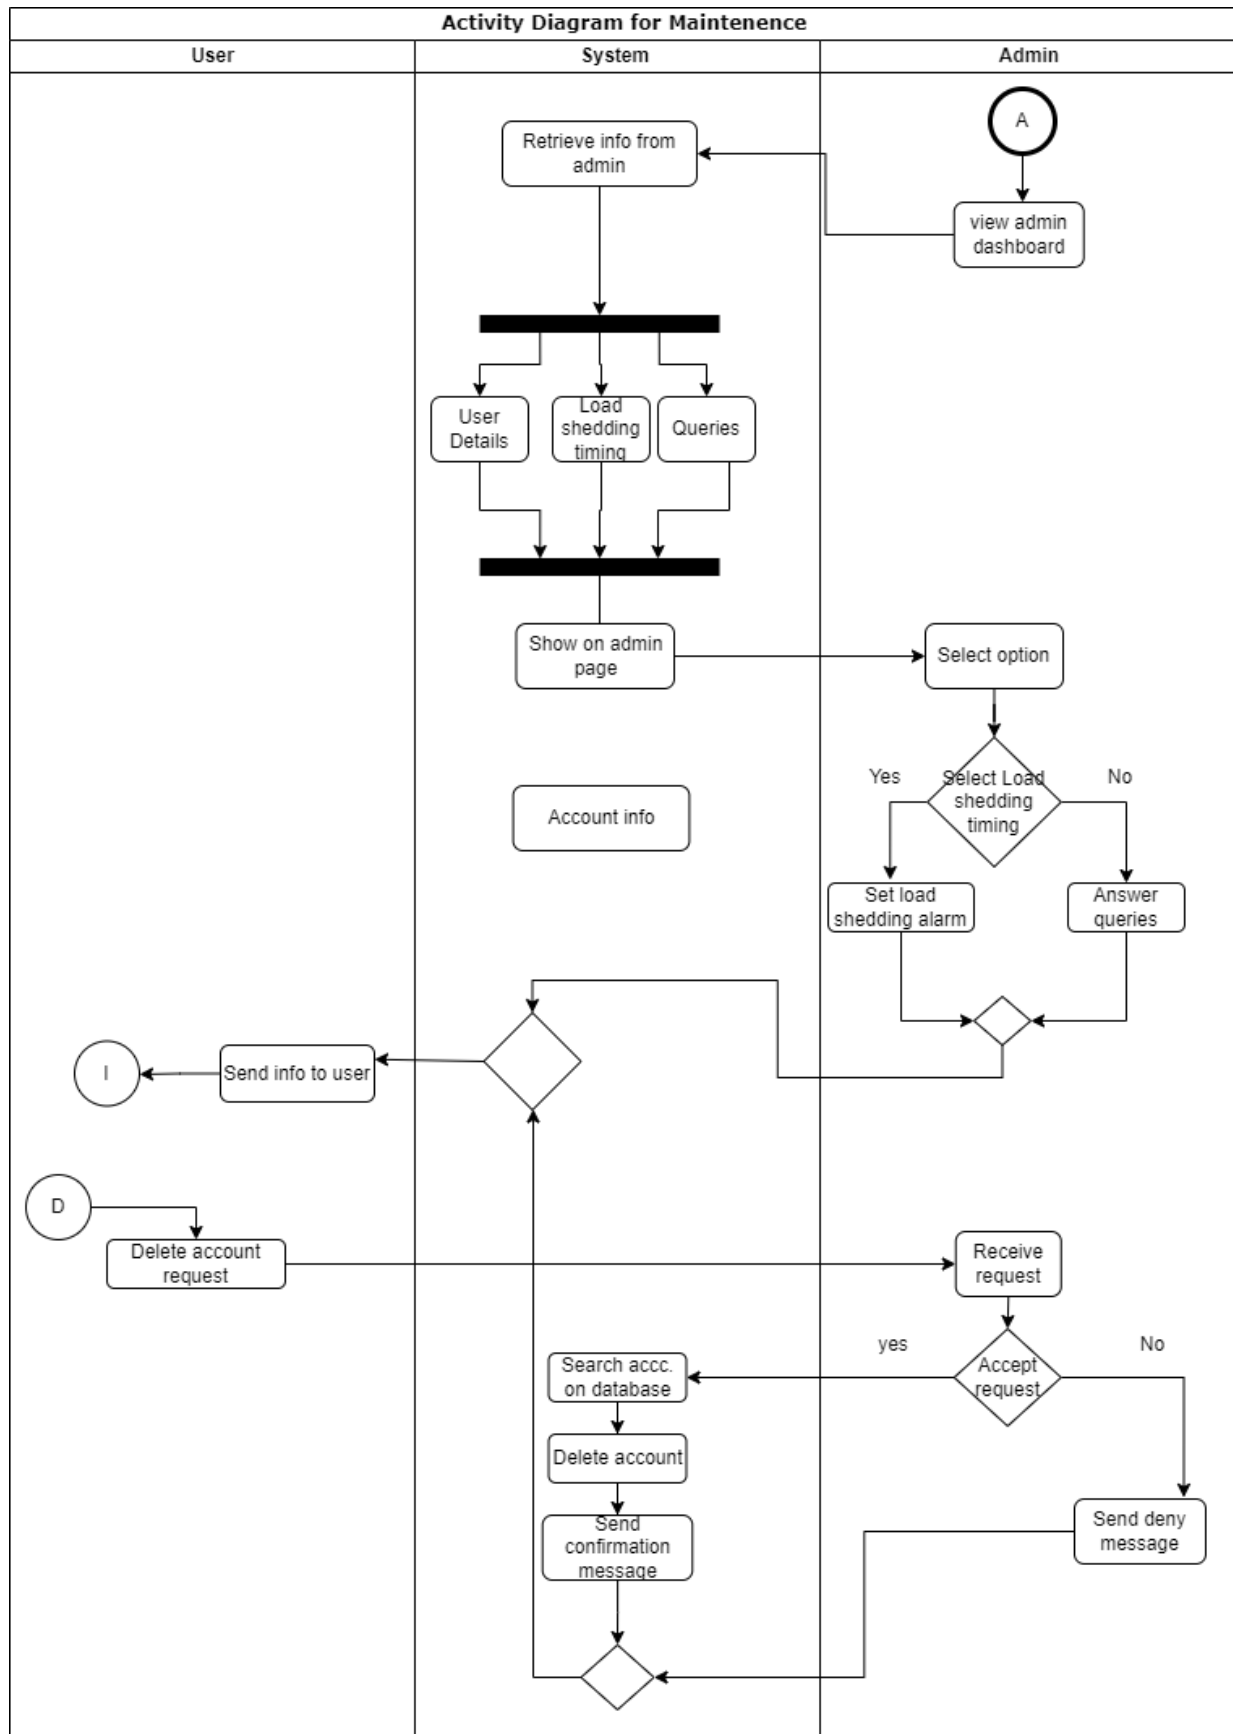 Activity Diagram for Maintenence
User
System
Admin
A
Retrieve info from
admin
view admin
dashboard
User
Details
Load
shedding
timing
Queries
Show on admin
page
Select option
Yes
Select Load
shedding
timing
No
Account info
Set load
shedding alarm
Answer
queries
I
Send info to user
D
Delete account
request
Receive
request
yes
No
Search accc.
on database
Accept
request
Delete account
Send
confirmation
message
Send deny
message